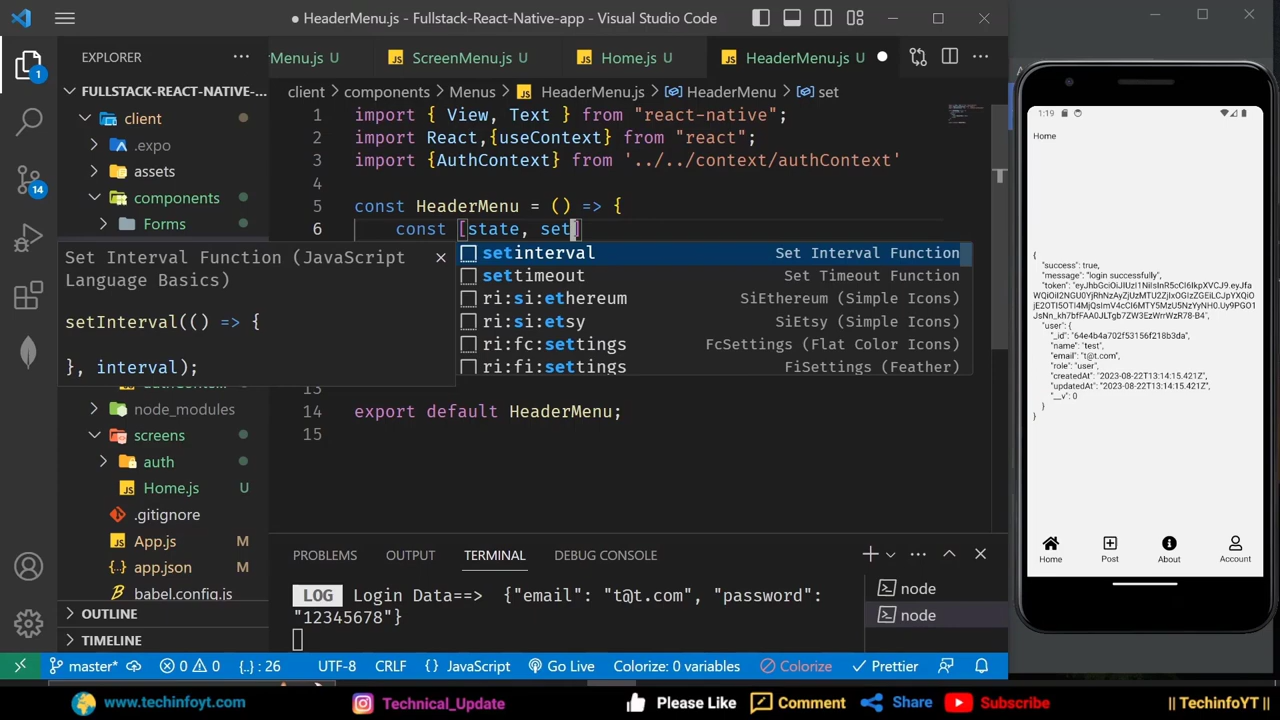 HeaderMenu.js - Fullstack-React-Native-app - Visual Studio Code
EXPLORER
Menu.js U
ScreenMenu.js U
Home.js U
HeaderMenu.js U
FULLSTACK-REACT-NATIVE-...
client > components > Menus > HeaderMenu.js > HeaderMenu > set
client
.expo
assets
components
Forms
1 import { View, Text } from "react-native";
2 import React,{useContext} from "react";
3 import {AuthContext} from '../../context/authContext'
4
5 const HeaderMenu = () => {
6 const [state, set]
Set Interval Function (JavaScript
Language Basics)
setInterval(() => {
}, interval);
setinterval Set Interval Function
settimeout Set Timeout Function
ri:si:ethereum SiEthereum (Simple Icons)
ri:si:etsy SiEtsy (Simple Icons)
ri:fc:settings FcSettings (Flat Color Icons)
ri:fi:settings FiSettings (Feather)
13
14 export default HeaderMenu;
15
node_modules
screens
auth
Home.js U
.gitignore
App.js M
app.json M
babel.config.js
OUTLINE
TIMELINE
PROBLEMS OUTPUT TERMINAL DEBUG CONSOLE
LOG Login Data==> {"email": "t@t.com", "password":
"12345678"}
node
node
1
14
master* 0 0 {..} : 26 UTF-8 CRLF {} JavaScript Go Live Colorize: 0 variables Colorize Prettier
1:19
Home
{
"success": true,
"message": "login successfully",
"user": {
"_id": "64e4b4a702f53156f218b3da",
"name": "test",
"email": "t@t.com",
"role": "user",
"createdAt": "2023-08-22T13:14:15.421Z",
"updatedAt": "2023-08-22T13:14:15.421Z",
"__v": 0
}
}
Home Post About Account
www.techinfoyt.com Technical_Update Please Like Comment Share Subscribe || TechinfoYT ||